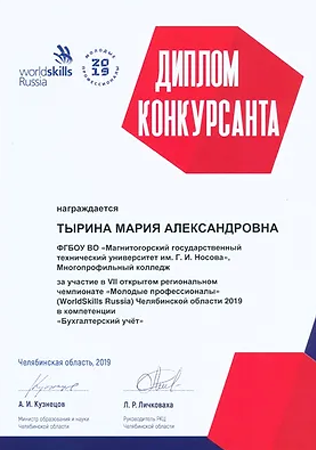 worldskills
Russia
МОЛОДЫЕ
2019
ПРОФЕССИОНАЛЫ
ДИПЛОМ
КОНКУРСАНТА
награждается
ТЫРИНА МАРИЯ АЛЕКСАНДРОВНА
ФГБОУ ВО «Магнитогорский государственный
технический университет им. Г. И. Носова»,
Многопрофильный колледж
за участие в VII открытом региональном
чемпионате «Молодые профессионалы»
(WorldSkills Russia) Челябинской области 2019
в компетенции
«Бухгалтерский учёт»
Челябинская область, 2019
А. И. Кузнецов
Л. Р. Личковаха
Министр образования и науки
Челябинской области
Руководитель РКЦ
Челябинской области